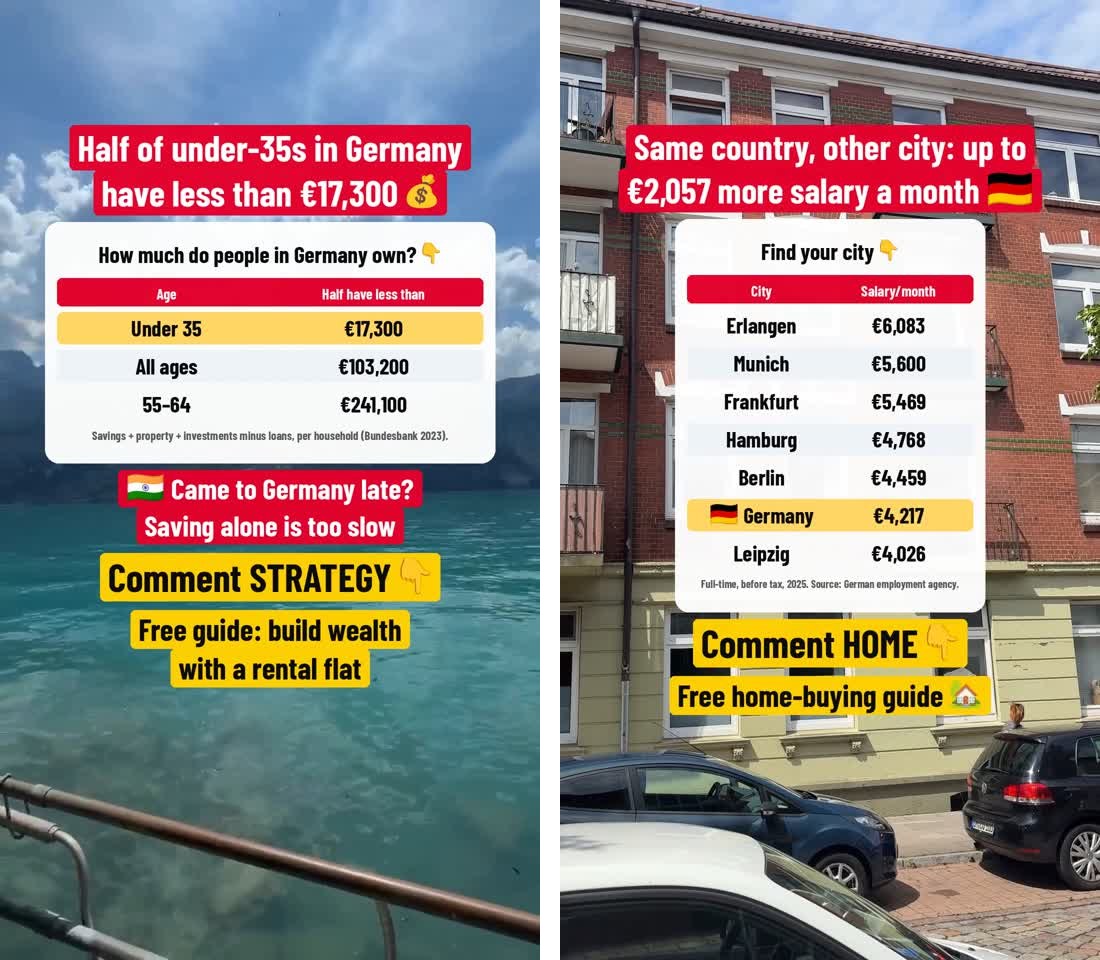 Half of under-35s in Germany
have less than €17,300 💰
How much do people in Germany own? 👇
Age Half have less than
Under 35 €17,300
All ages €103,200
55–64 €241,100
Savings + property + investments minus loans, per household (Bundesbank 2023).
🇮🇳 Came to Germany late?
Saving alone is too slow
Comment STRATEGY 👇
Free guide: build wealth
with a rental flat
Same country, other city: up to
€2,057 more salary a month 🇩🇪
Find your city 👇
City Salary/month
Erlangen €6,083
Munich €5,600
Frankfurt €5,469
Hamburg €4,768
Berlin €4,459
🇩🇪 Germany €4,217
Leipzig €4,026
Full-time, before tax, 2025. Source: German employment agency.
Comment HOME 👇
Free home-buying guide 🏡